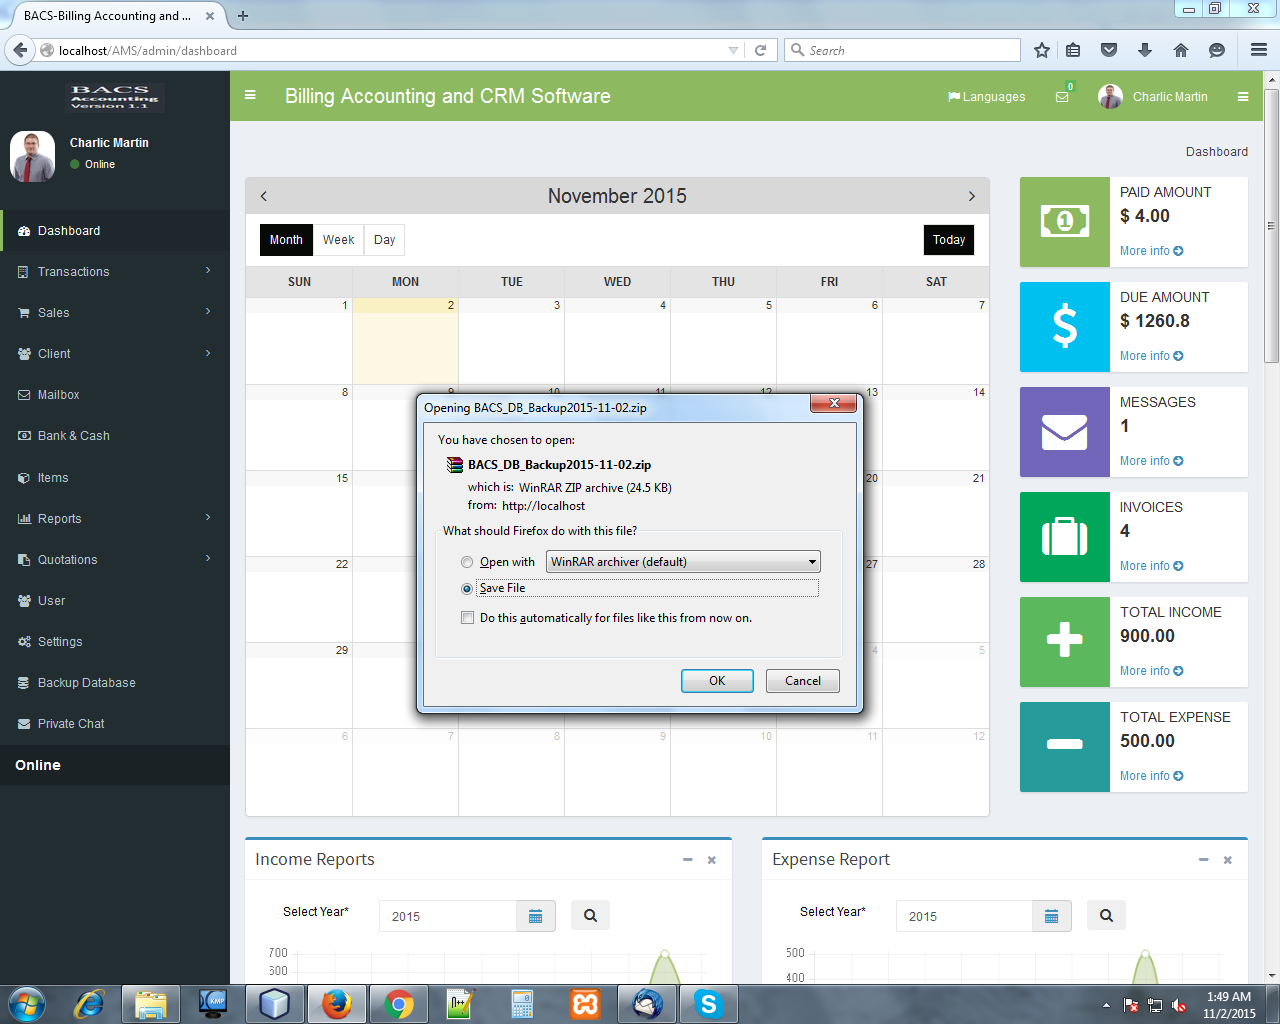 BACS-Billing Accounting and ...
localhost/AMS/admin/dashboard
Search
BACS
Accounting
Version 1.1
Billing Accounting and CRM Software
Languages
0
Charlic Martin
Charlic Martin
Online
Dashboard
Transactions
Sales
Client
Mailbox
Bank & Cash
Items
Reports
Quotations
User
Settings
Backup Database
Private Chat
Online
Dashboard
November 2015
Month
Week
Day
Today
SUN MON TUE WED THU FRI SAT
1 2 3 4 5 6 7
8 9 10 11 12 13 14
15 20 21
22 27 28
29 4 5
6 7 8 9 10 11 12
Opening BACS_DB_Backup2015-11-02.zip
You have chosen to open:
BACS_DB_Backup2015-11-02.zip
which is: WinRAR ZIP archive (24.5 KB)
from: http://localhost
What should Firefox do with this file?
Open with WinRAR archiver (default)
Save File
Do this automatically for files like this from now on.
OK
Cancel
PAID AMOUNT
$ 4.00
More info
DUE AMOUNT
$ 1260.8
More info
MESSAGES
1
More info
INVOICES
4
More info
TOTAL INCOME
900.00
More info
TOTAL EXPENSE
500.00
More info
Income Reports
Select Year*
2015
700
600
Expense Report
Select Year*
2015
500
400
KMP
N++
1:49 AM
11/2/2015